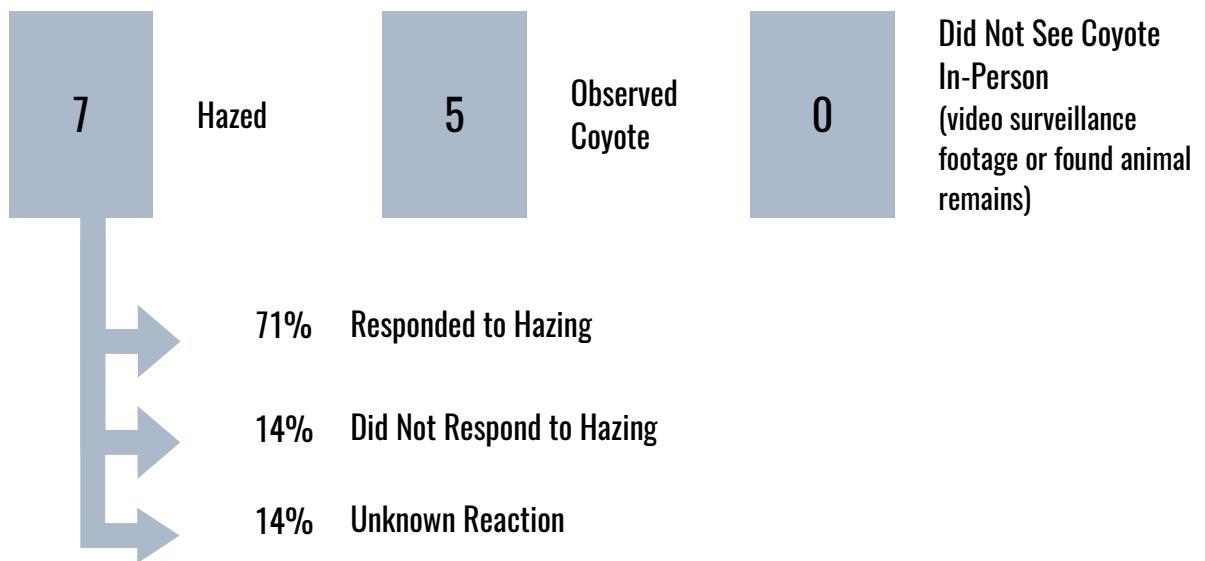 7
Hazed
5
Observed
Coyote
0
Did Not See Coyote
In-Person
(video surveillance
footage or found animal
remains)
71% Responded to Hazing
14% Did Not Respond to Hazing
14% Unknown Reaction